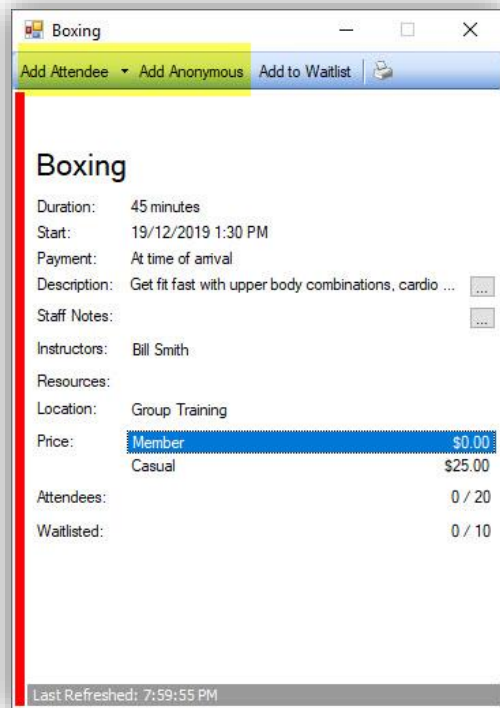 Boxing
Add Attendee Add Anonymous Add to Waitlist
Boxing
Duration: 45 minutes
Start: 19/12/2019 1:30 PM
Payment: At time of arrival
Description: Get fit fast with upper body combinations, cardio ... ...
Staff Notes: ...
Instructors: Bill Smith
Resources:
Location: Group Training
Price: Member $0.00
Casual $25.00
Attendees: 0 / 20
Waitlisted: 0 / 10
Last Refreshed: 7:59:55 PM